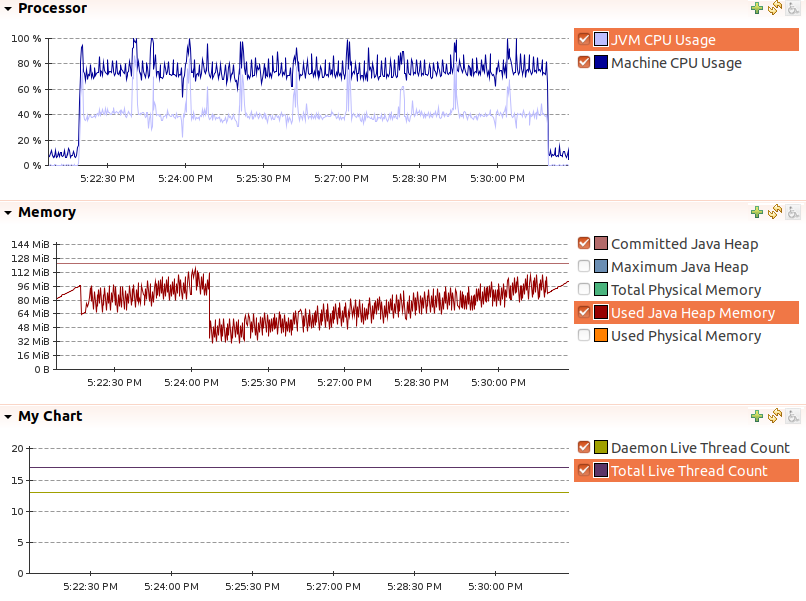 Processor
100 %
80 %
60 %
40 %
20 %
0 %
5:22:30 PM 5:24:00 PM 5:25:30 PM 5:27:00 PM 5:28:30 PM 5:30:00 PM
JVM CPU Usage
Machine CPU Usage
Memory
144 MiB
128 MiB
112 MiB
96 MiB
80 MiB
64 MiB
48 MiB
32 MiB
16 MiB
0 B
5:22:30 PM 5:24:00 PM 5:25:30 PM 5:27:00 PM 5:28:30 PM 5:30:00 PM
Committed Java Heap
Maximum Java Heap
Total Physical Memory
Used Java Heap Memory
Used Physical Memory
My Chart
20
15
10
5
0
5:22:30 PM 5:24:00 PM 5:25:30 PM 5:27:00 PM 5:28:30 PM 5:30:00 PM
Daemon Live Thread Count
Total Live Thread Count